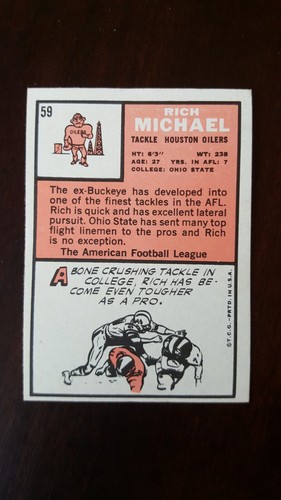 59
OILERS
RICH
MICHAEL
TACKLE HOUSTON OILERS
HT: 6'3" WT: 238
AGE: 27 YRS. IN AFL: 7
COLLEGE: OHIO STATE
The ex-Buckeye has developed into
one of the finest tackles in the AFL.
Rich is quick and has excellent lateral
pursuit. Ohio State has sent many top
flight linemen to the pros and Rich
is no exception.
The American Football League
A BONE CRUSHING TACKLE IN
COLLEGE, RICH HAS BE-
COME EVEN TOUGHER
AS A PRO.
©T.C.G.-PRTD. IN U.S.A.